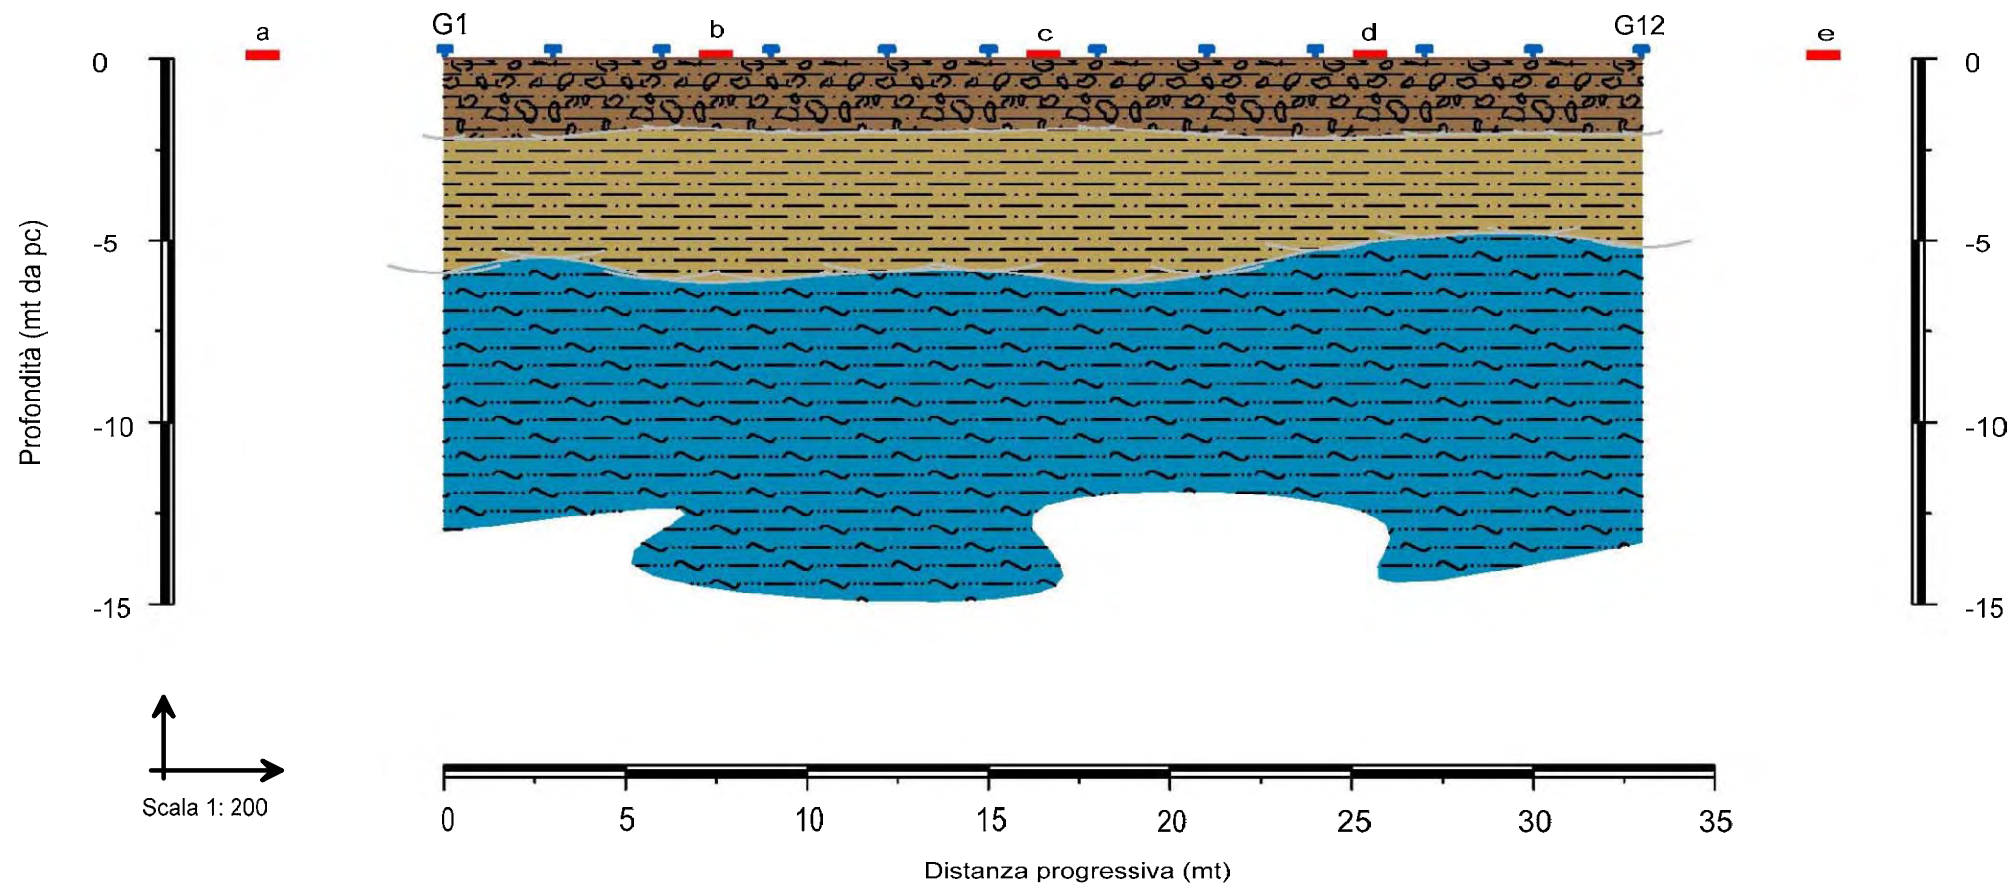 G1 G12
a b c d e
0 0
-5 -5
-10 -10
-15 -15
Profondità (mt da pc)
Scala 1: 200
0 5 10 15 20 25 30 35
Distanza progressiva (mt)